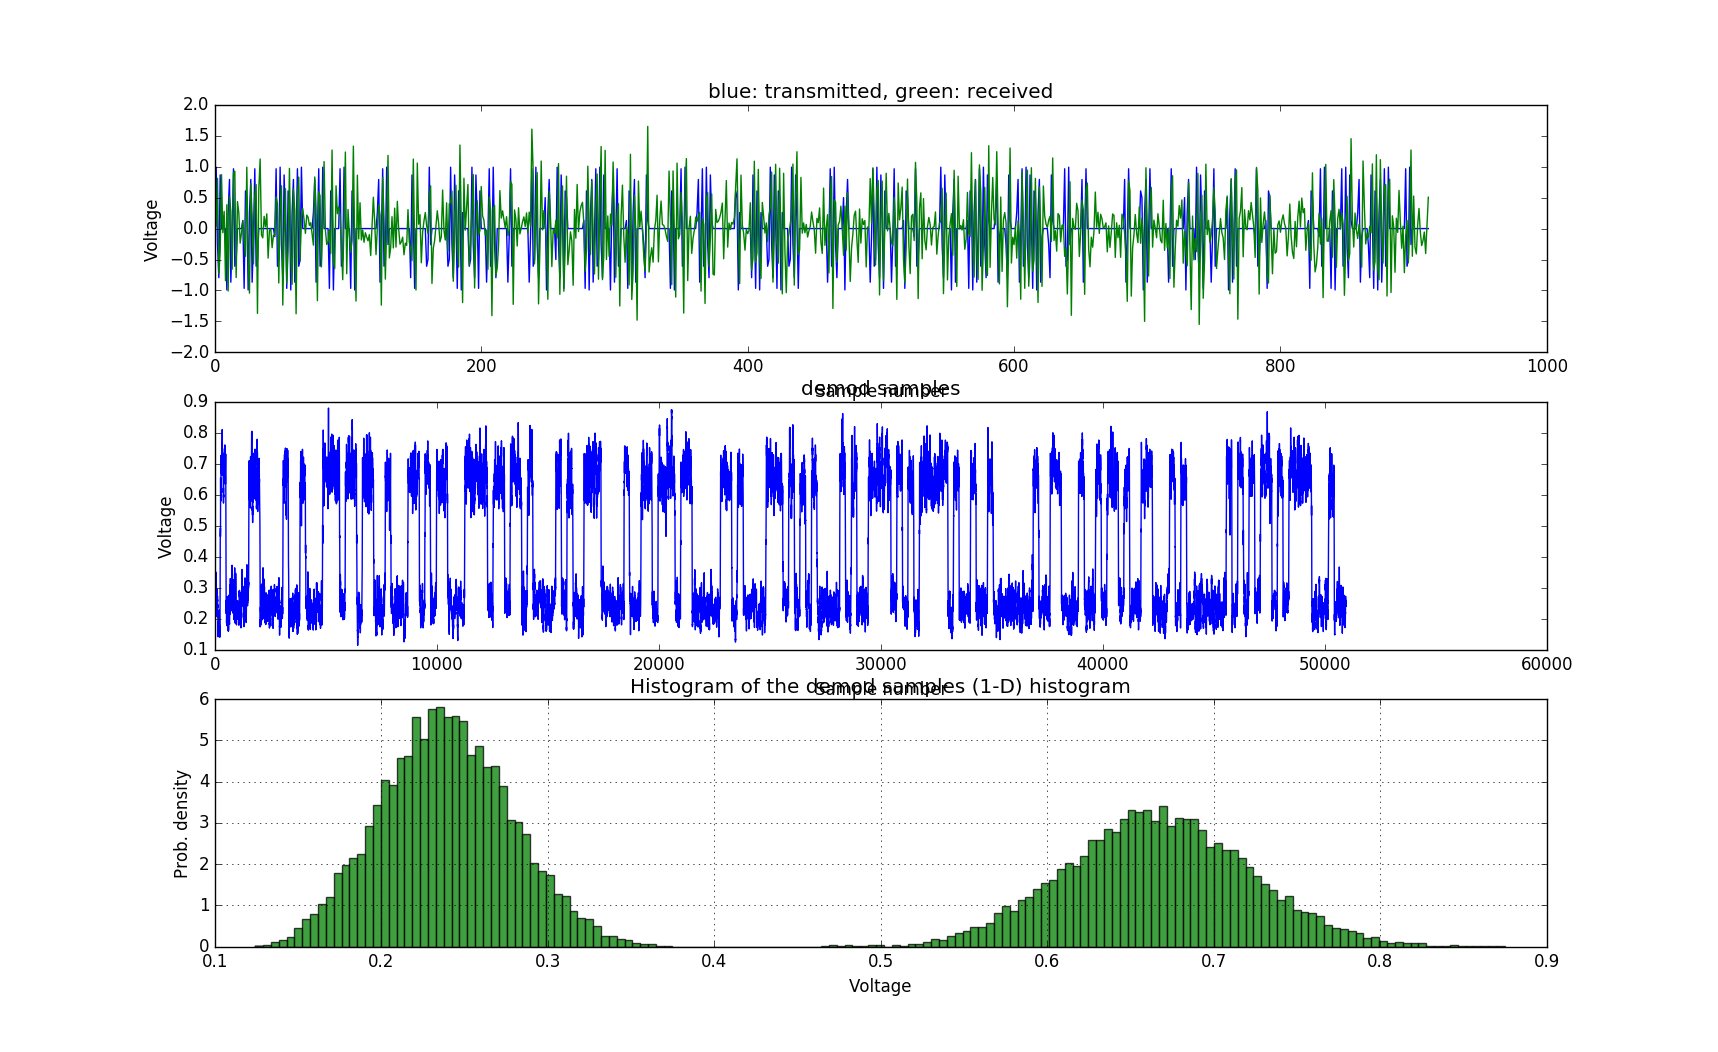 blue: transmitted, green: received
2.0
1.5
1.0
0.5
0.0
−0.5
−1.0
−1.5
−2.0
Voltage
0 200 400 600 800 1000
Sample number
demod samples
0.9
0.8
0.7
0.6
0.5
0.4
0.3
0.2
0.1
Voltage
0 10000 20000 30000 40000 50000 60000
Sample number
Histogram of the demod samples (1-D) histogram
6
5
4
3
2
1
0
Prob. density
0.1 0.2 0.3 0.4 0.5 0.6 0.7 0.8 0.9
Voltage